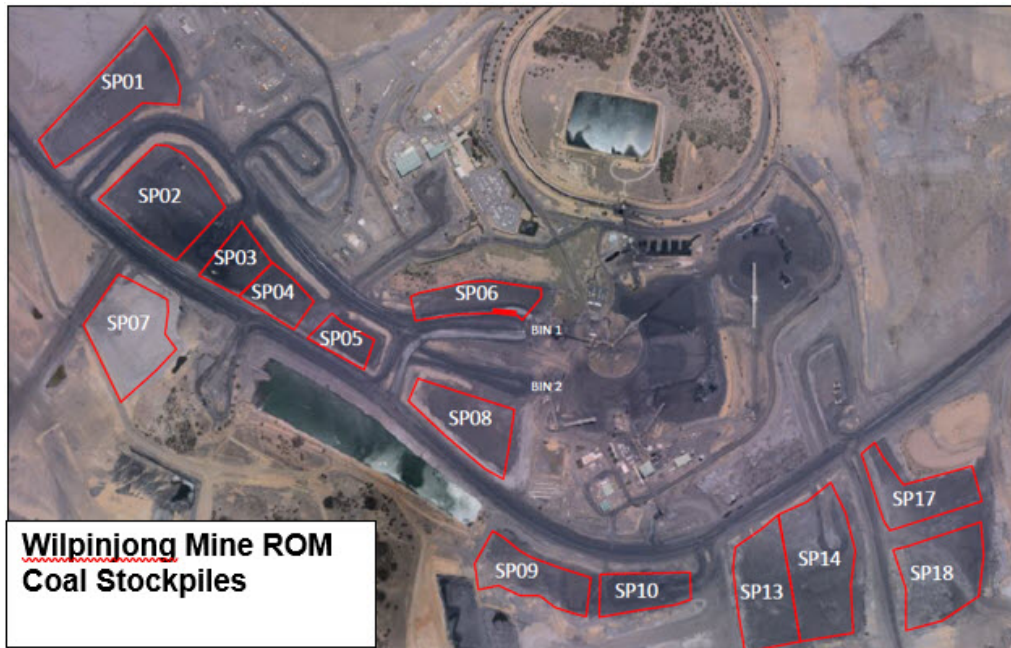 SP01
SP02
SP03
SP04
SP05
SP06
SP07
BIN 1
BIN 2
SP08
SP09
SP10
SP13
SP14
SP17
SP18
Wilpinjong Mine ROM
Coal Stockpiles